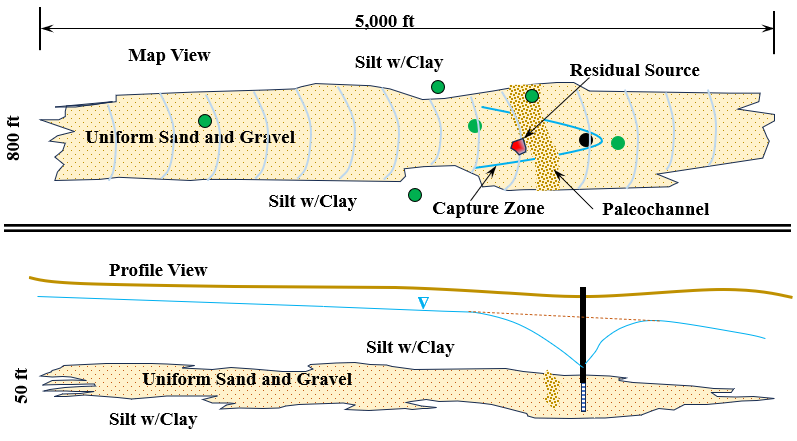 5,000 ft
Map View
Silt w/Clay
Residual Source
800 ft
Uniform Sand and Gravel
Silt w/Clay
Capture Zone
Paleochannel
Profile View
Silt w/Clay
50 ft
Uniform Sand and Gravel
Silt w/Clay